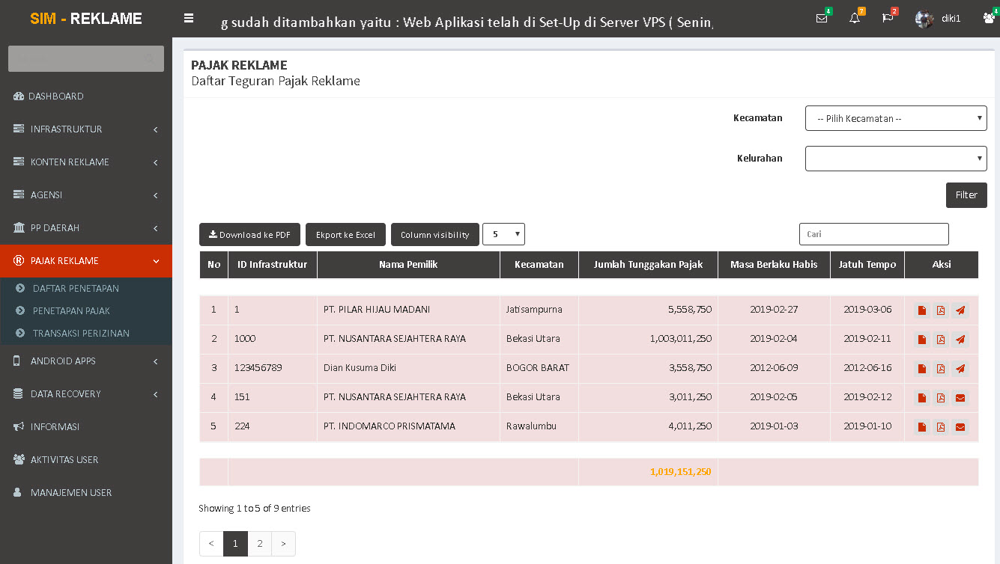 SIM - REKLAME
g sudah ditambahkan yaitu : Web Aplikasi telah di Set-Up di Server VPS ( Senin,
4
7
2
diki1
4
DASHBOARD
INFRASTRUKTUR
KONTEN REKLAME
AGENSI
PP DAERAH
PAJAK REKLAME
DAFTAR PENETAPAN
PENETAPAN PAJAK
TRANSAKSI PERIZINAN
ANDROID APPS
DATA RECOVERY
INFORMASI
AKTIVITAS USER
MANAJEMEN USER
PAJAK REKLAME
Daftar Teguran Pajak Reklame
Kecamatan -- Pilih Kecamatan --
Kelurahan
Filter
Download ke PDF Ekport ke Excel Column visibility 5 Cari
No ID Infrastruktur Nama Pemilik Kecamatan Jumlah Tunggakan Pajak Masa Berlaku Habis Jatuh Tempo Aksi
1 1 PT. PILAR HIJAU MADANI Jatisampurna 5,558,750 2019-02-27 2019-03-06
2 1000 PT. NUSANTARA SEJAHTERA RAYA Bekasi Utara 1,003,011,250 2019-02-04 2019-02-11
3 123456789 Dian Kusuma Diki BOGOR BARAT 3,558,750 2012-06-09 2012-06-16
4 151 PT. NUSANTARA SEJAHTERA RAYA Bekasi Utara 3,011,250 2019-02-05 2019-02-12
5 224 PT. INDOMARCO PRISMATAMA Rawalumbu 4,011,250 2019-01-03 2019-01-10
1,019,151,250
Showing 1 to 5 of 9 entries
< 1 2 >